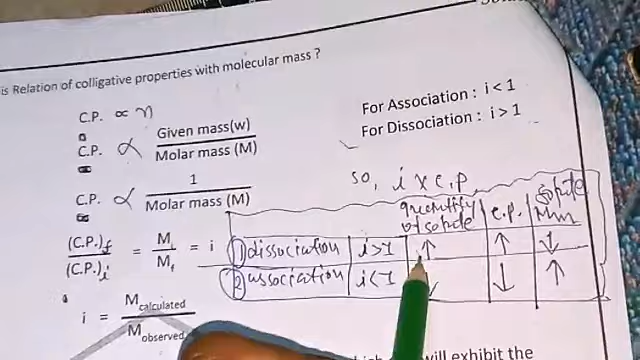 is Relation of colligative properties with molecular mass ?
C.P. ∝ n
C.P. ∝ Given mass(w) / Molar mass (M)
For Association : i < 1
For Dissociation : i > 1
C.P. ∝ 1 / Molar mass (M)
so, i ∝ c.p.
quantity of solute | c.p. | solute
(C.P.)f / (C.P.)i = Mi / Mf = i
① dissociation | i>1 | ↑ | ↑ | ↓
② association | i<1 | ↓ | ↑
i = Mcalculated / Mobserved
will exhibit the